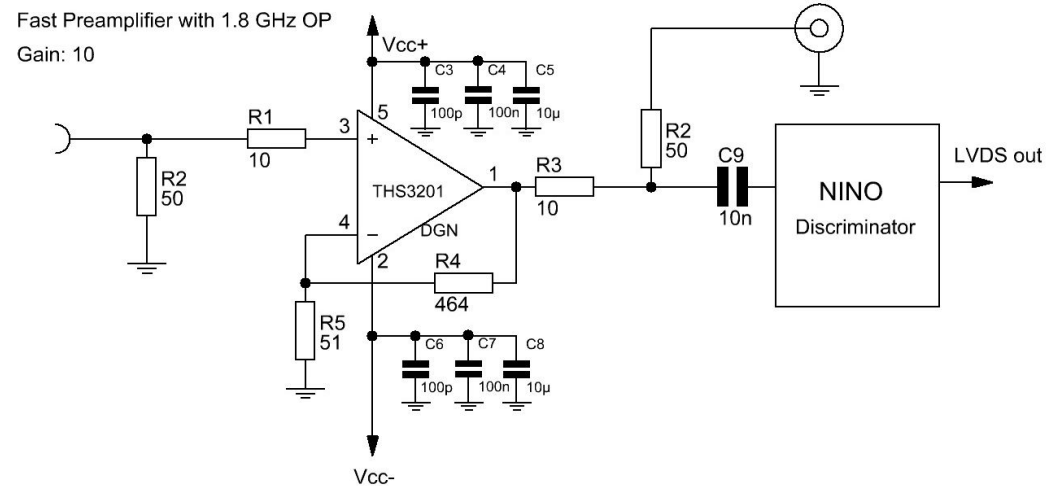 Fast Preamplifier with 1.8 GHz OP
Gain: 10
Vcc+
C3
C4
C5
100p
100n
10µ
R1
10
R2
50
3
+
5
THS3201
DGN
1
4
−
2
R3
10
R2
50
C9
10n
NINO
Discriminator
LVDS out
R4
464
R5
51
C6
C7
C8
100p
100n
10µ
Vcc-